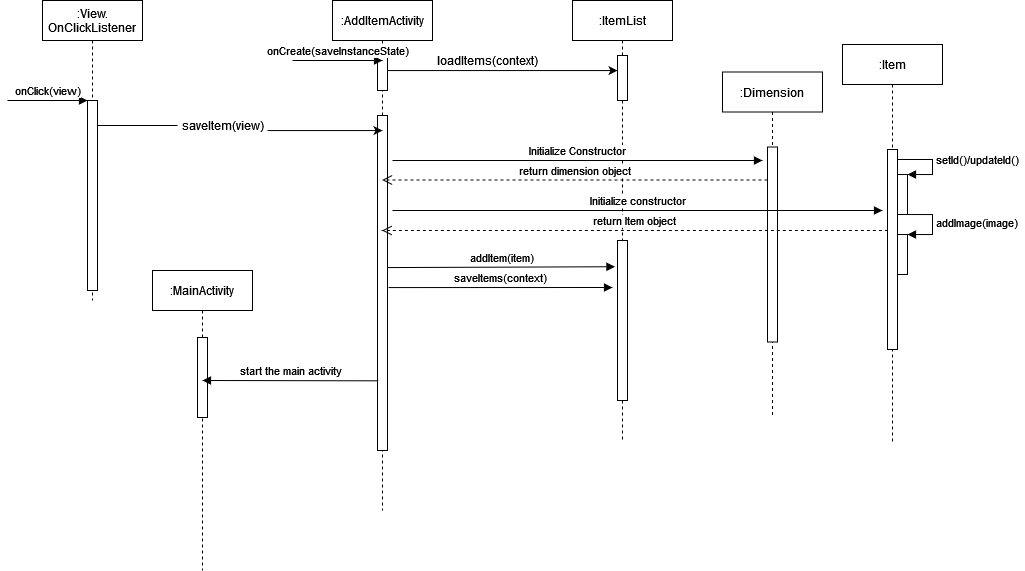 :View.
OnClickListener
:AddItemActivity
:ItemList
onCreate(saveInstanceState)
:Item
loadItems(context)
:Dimension
onClick(view)
saveItem(view)
Initialize Constructor
setId()/updateId()
return dimension object
Initialize constructor
return Item object
addImage(image)
addItem(item)
saveItems(context)
:MainActivity
start the main activity